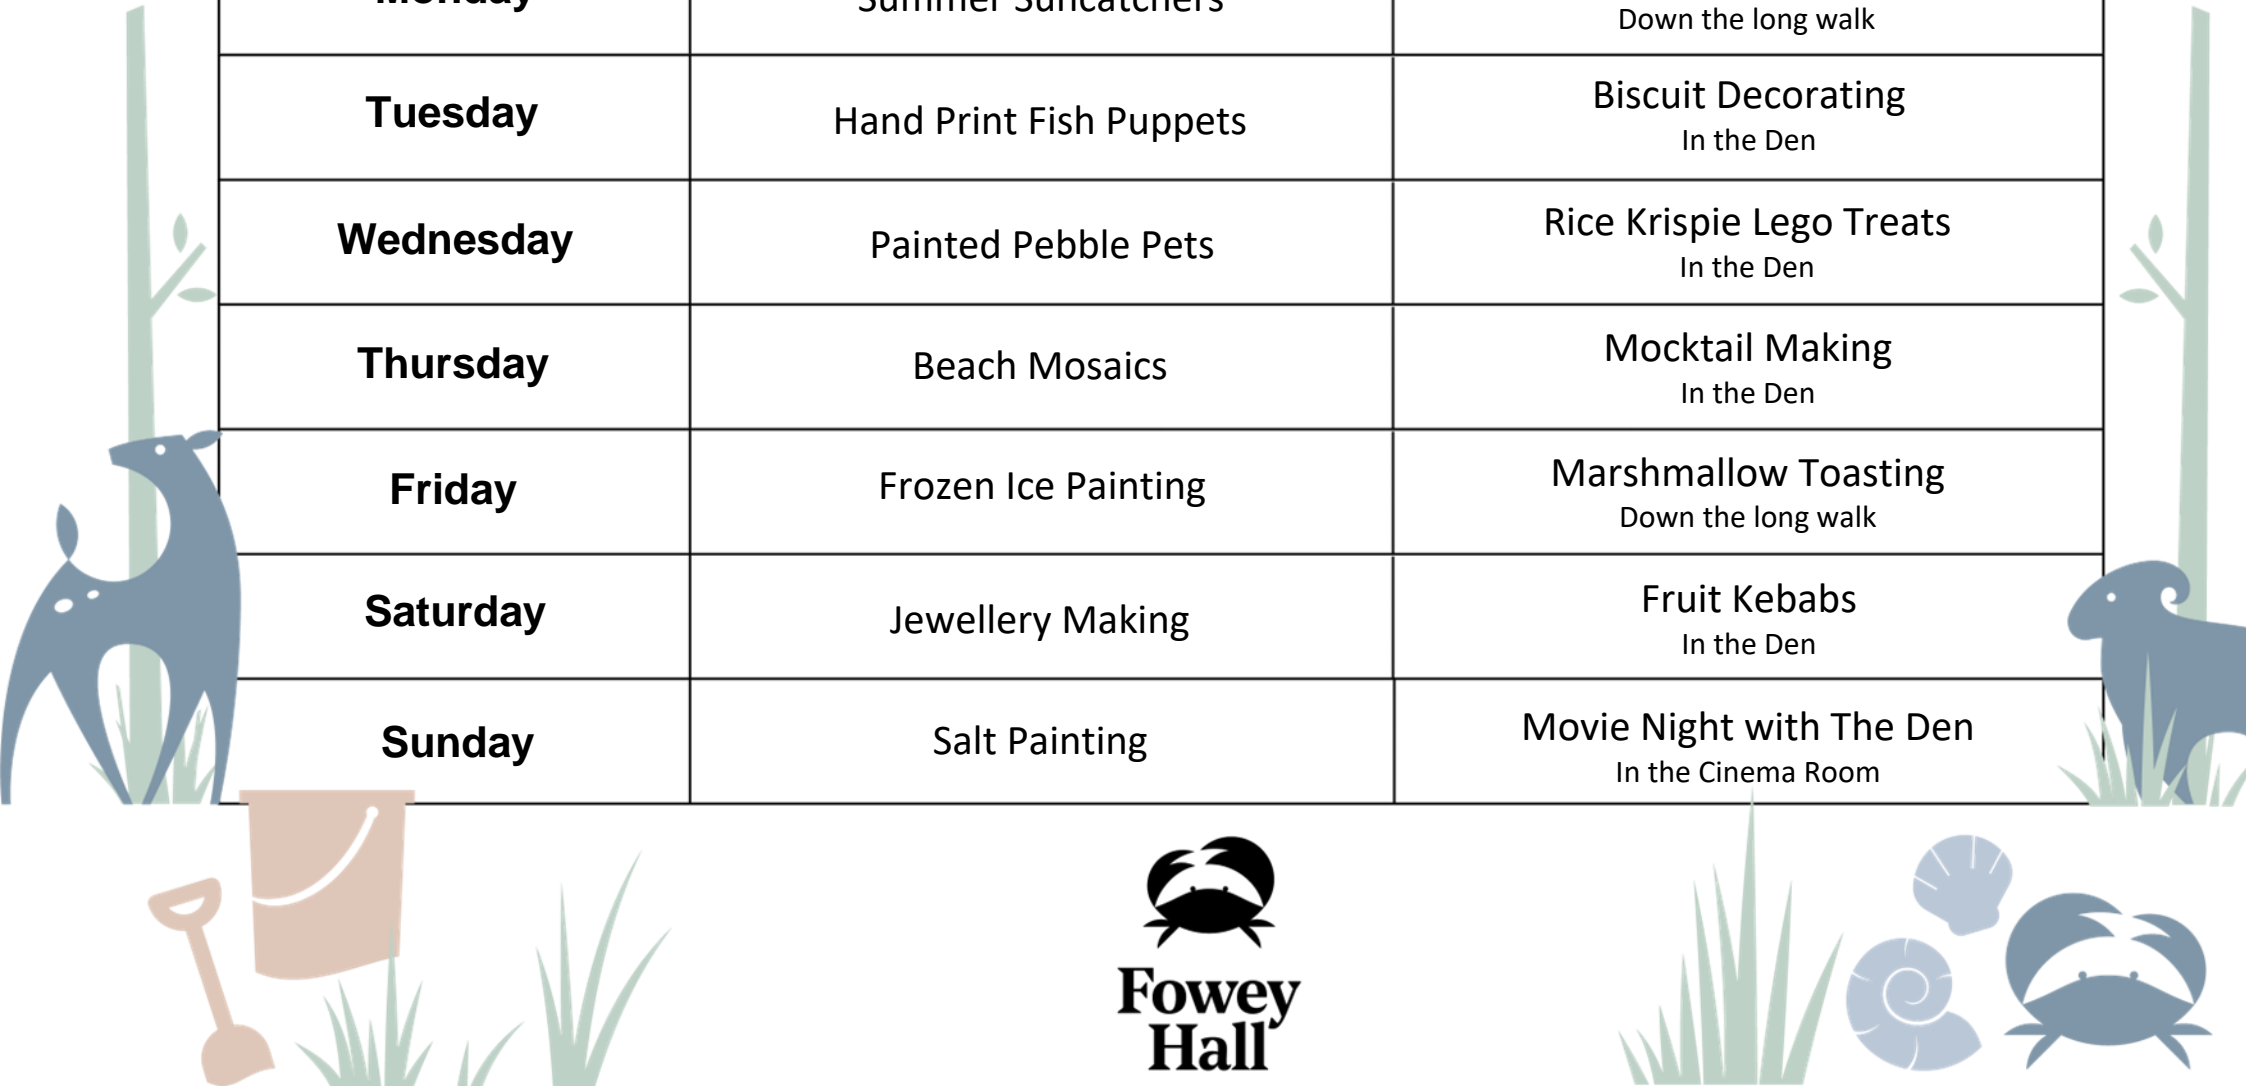 Monday
Summer Suncatchers
Down the long walk
Tuesday
Hand Print Fish Puppets
Biscuit Decorating
In the Den
Wednesday
Painted Pebble Pets
Rice Krispie Lego Treats
In the Den
Thursday
Beach Mosaics
Mocktail Making
In the Den
Friday
Frozen Ice Painting
Marshmallow Toasting
Down the long walk
Saturday
Jewellery Making
Fruit Kebabs
In the Den
Sunday
Salt Painting
Movie Night with The Den
In the Cinema Room
Fowey
Hall